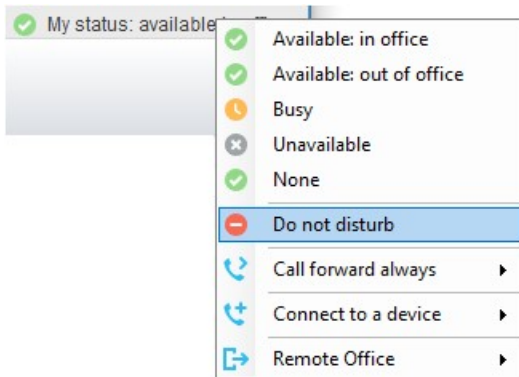 My status: available
Available: in office
Available: out of office
Busy
Unavailable
None
Do not disturb
Call forward always
Connect to a device
Remote Office